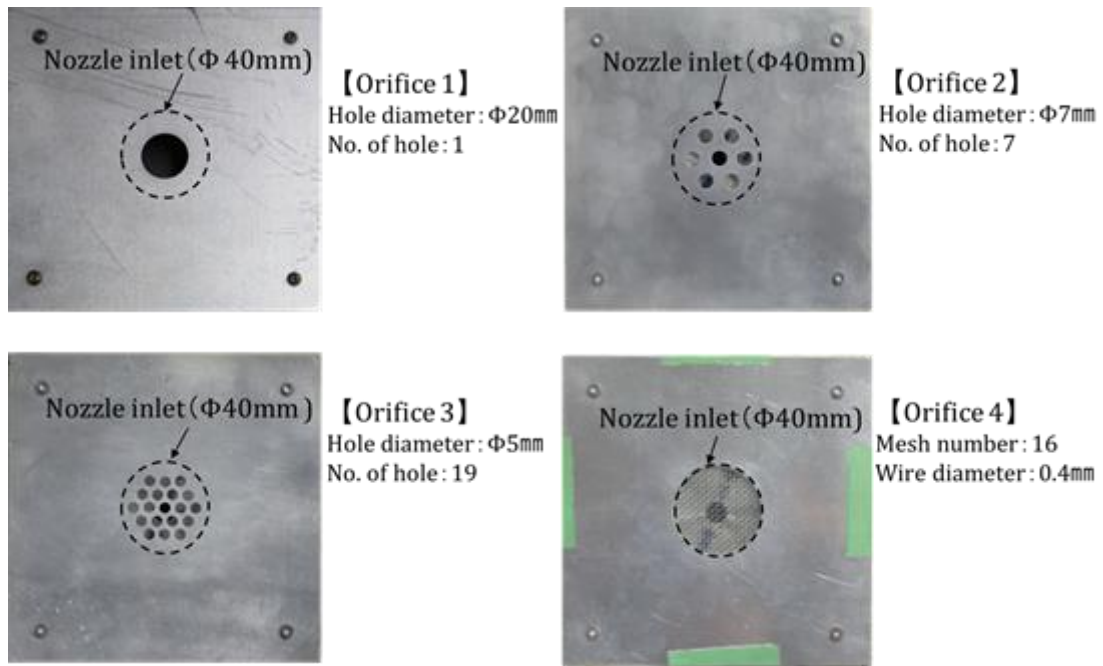 Nozzle inlet(Φ 40mm)
【Orifice 1】
Hole diameter:Φ20㎜
No. of hole:1
Nozzle inlet(Φ40mm)
【Orifice 2】
Hole diameter:Φ7㎜
No. of hole:7
Nozzle inlet(Φ40mm)
【Orifice 3】
Hole diameter:Φ5㎜
No. of hole:19
Nozzle inlet(Φ40mm)
【Orifice 4】
Mesh number:16
Wire diameter:0.4㎜